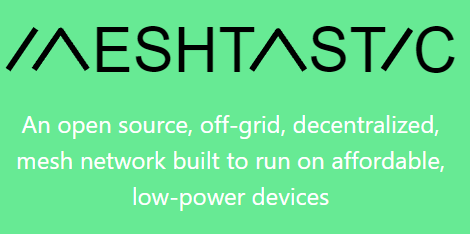 MESHTASTIC
An open source, off-grid, decentralized,
mesh network built to run on affordable,
low-power devices